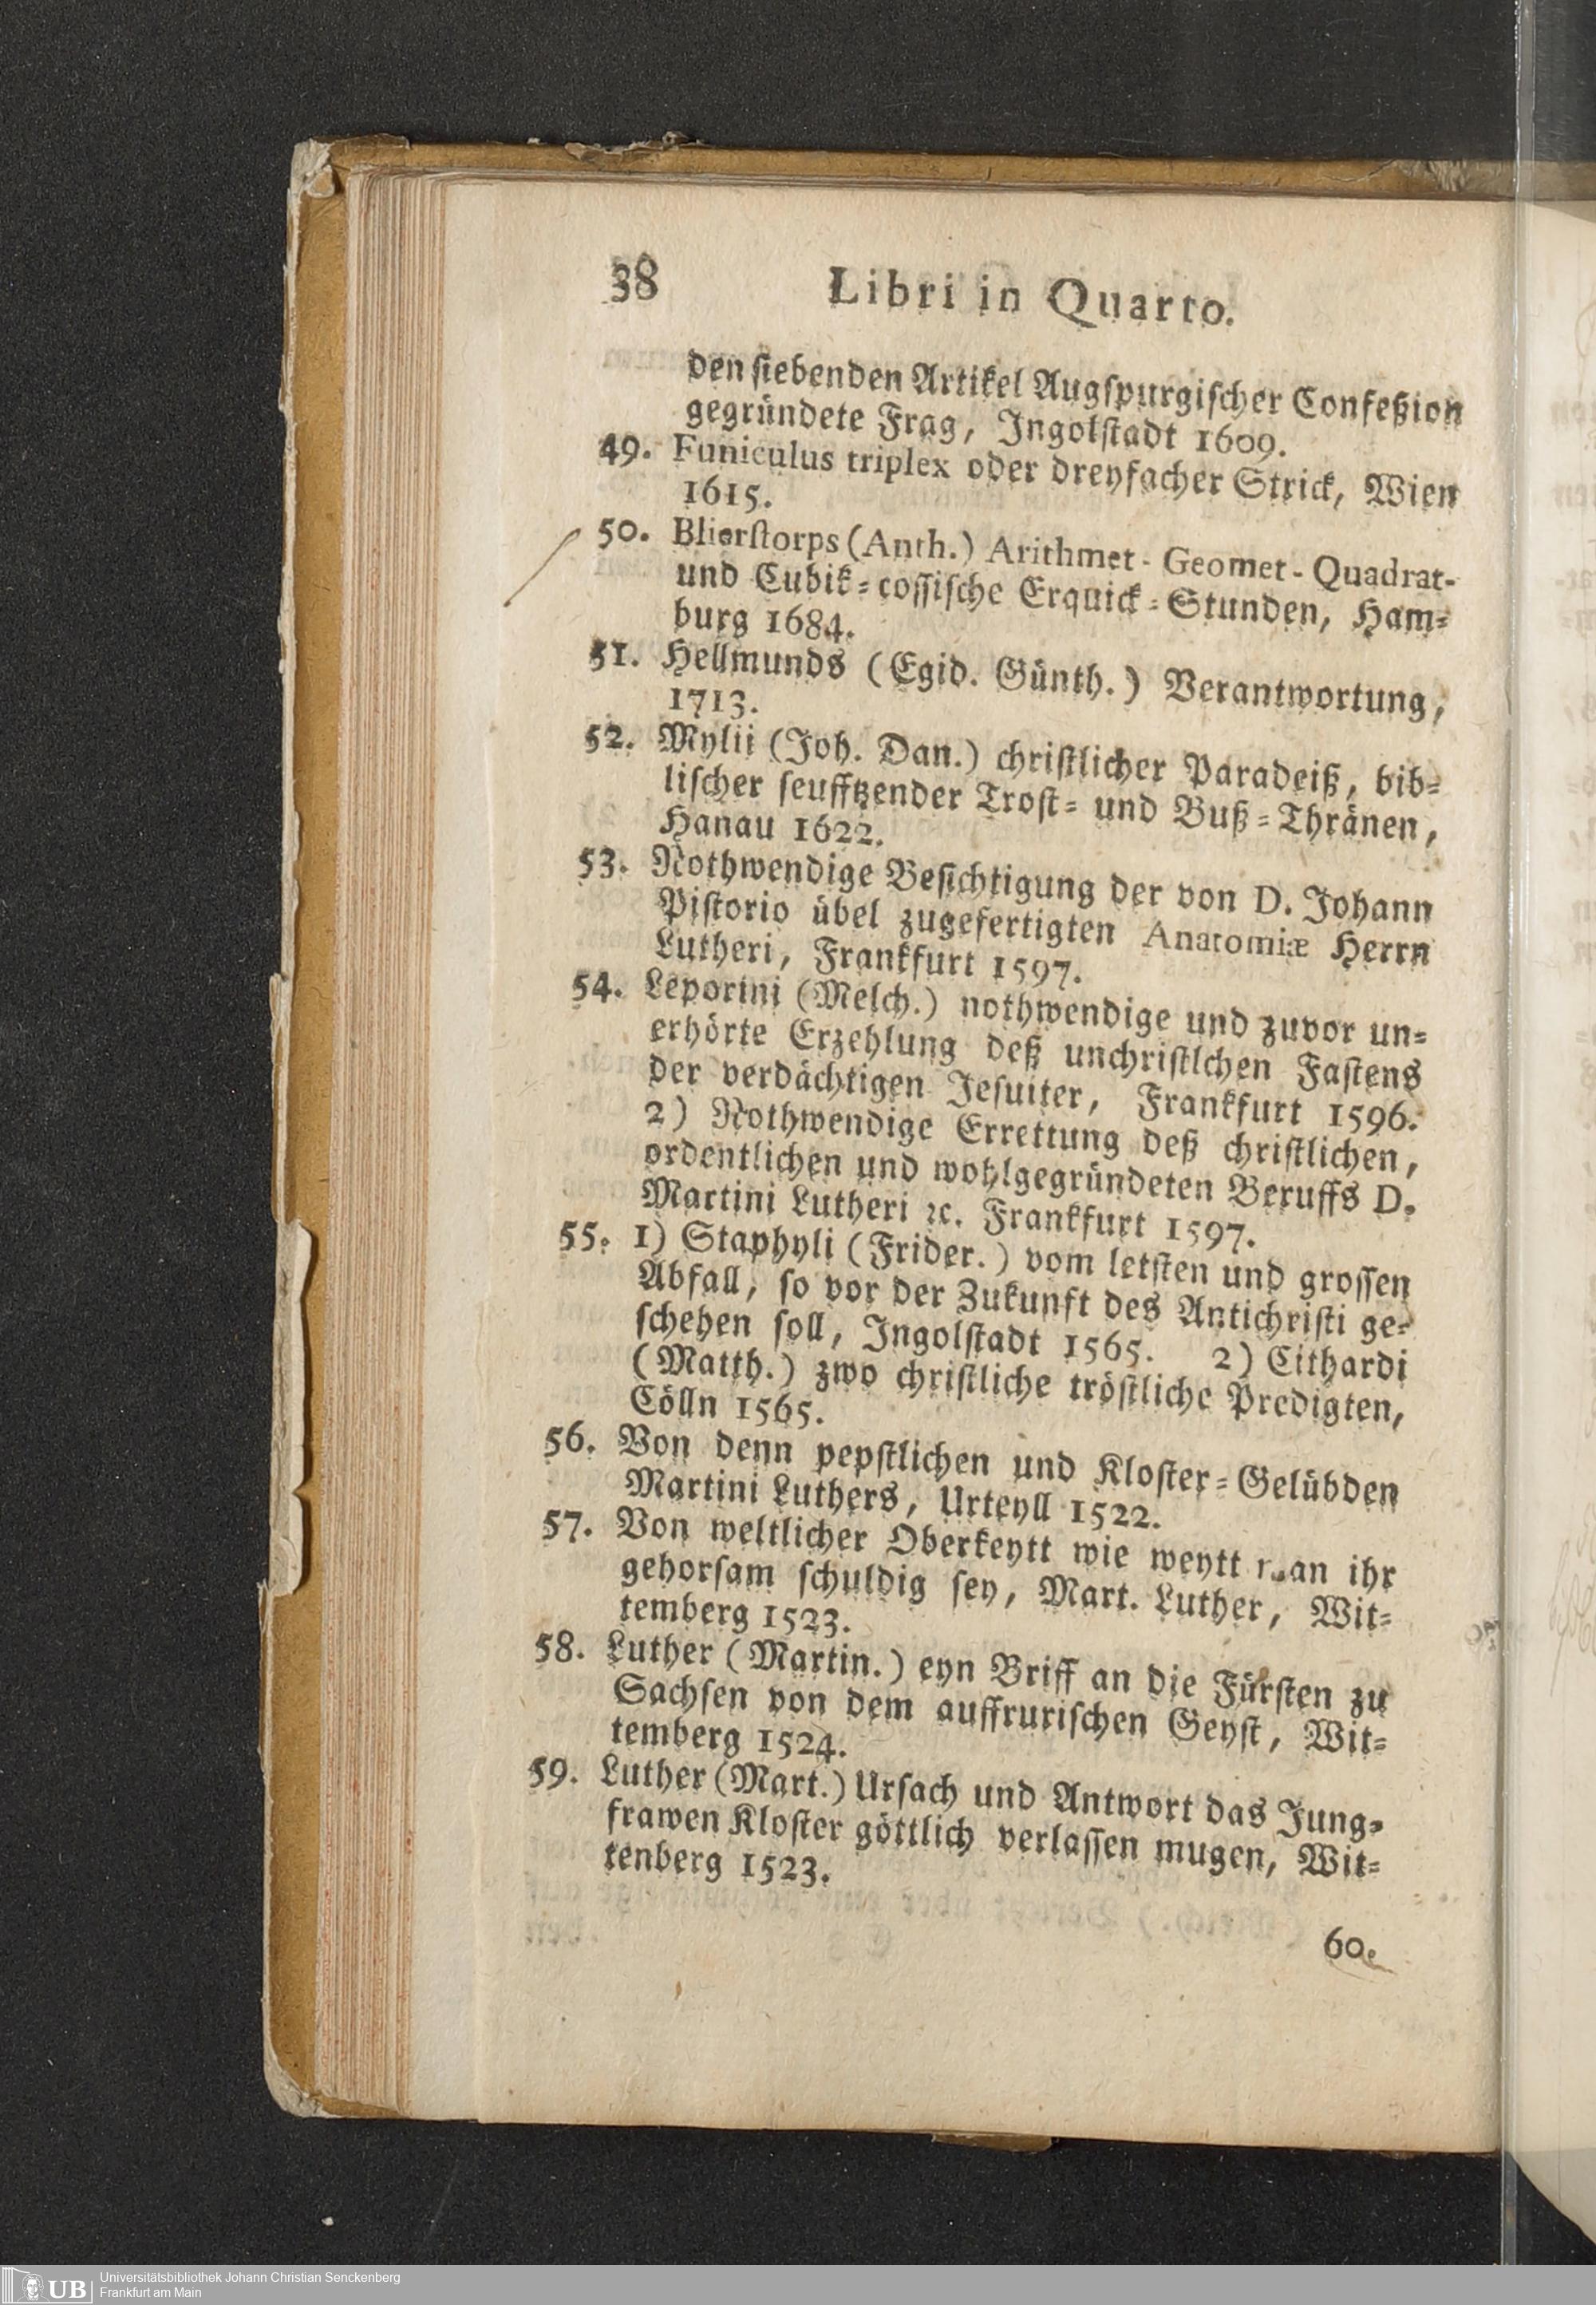 38 Libri in Quarto.
den siebenden Artikel Augspurgischer Confeßion
gegründete Frag, Ingolstadt 1609.
49. Funiculus triplex oder dreyfacher Strick, Wien
1615.
50. Blierstorps (Anth.) Arithmet- Geomet- Quadrat-
und Cubik-cossische Erquick-Stunden, Ham-
burg 1684.
51. Hellmunds (Egid. Günth.) Verantwortung,
1713.
52. Mylii (Joh. Dan.) christlicher Paradeiß, bib-
lischer seufftzender Trost- und Buß-Thränen,
Hanau 1622.
53. Nothwendige Besichtigung der von D. Johann
Pistorio übel zugefertigten Anatomiæ Herrn
Lutheri, Frankfurt 1597.
54. Leporini (Melch.) nothwendige und zuvor un-
erhörte Erzehlung deß unchristlchen Fastens
der verdächtigen Jesuiter, Frankfurt 1596.
2) Nothwendige Errettung deß christlichen,
ordentlichen und wohlgegründeten Beruffs D.
Martini Lutheri ꝛc. Frankfurt 1597.
55. 1) Staphyli (Frider.) vom letsten und grossen
Abfall, so vor der Zukunft des Antichristi ge-
schehen soll, Ingolstadt 1565. 2) Cithardi
(Matth.) zwo christliche tröstliche Predigten,
Cölln 1565.
56. Von denn pepstlichen und Kloster-Gelübden
Martini Luthers, Urteyll 1522.
57. Von weltlicher Oberkeytt wie weytt man ihr
gehorsam schuldig sey, Mart. Luther, Wit-
temberg 1523.
58. Luther (Martin.) eyn Briff an die Fürsten zu
Sachsen von dem auffrurischen Geyst, Wit-
temberg 1524.
59. Luther (Mart.) Ursach und Antwort das Jung-
frawen Kloster göttlich verlassen mugen, Wit-
tenberg 1523.
60.
UB Universitätsbibliothek Johann Christian Senckenberg
Frankfurt am Main